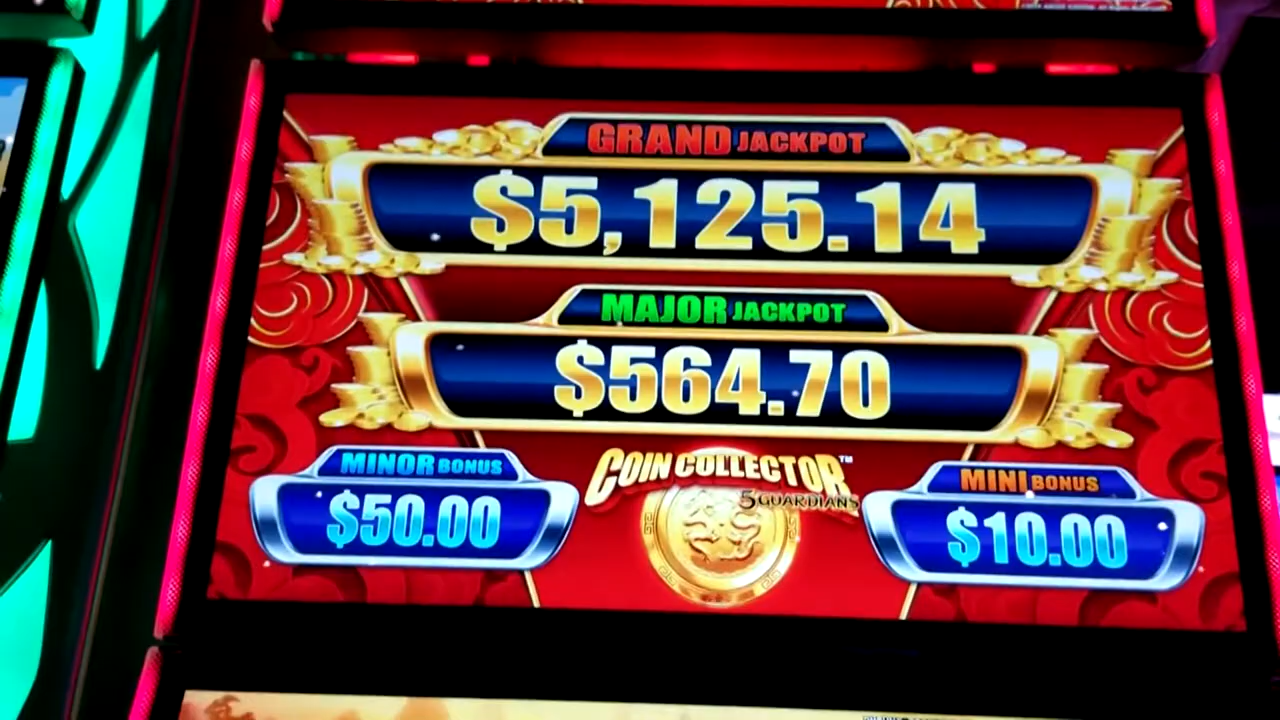 GRAND JACKPOT
$5,125.14
MAJOR JACKPOT
$564.70
MINOR BONUS
$50.00
COIN COLLECTOR™
5 GUARDIANS
MINI BONUS
$10.00